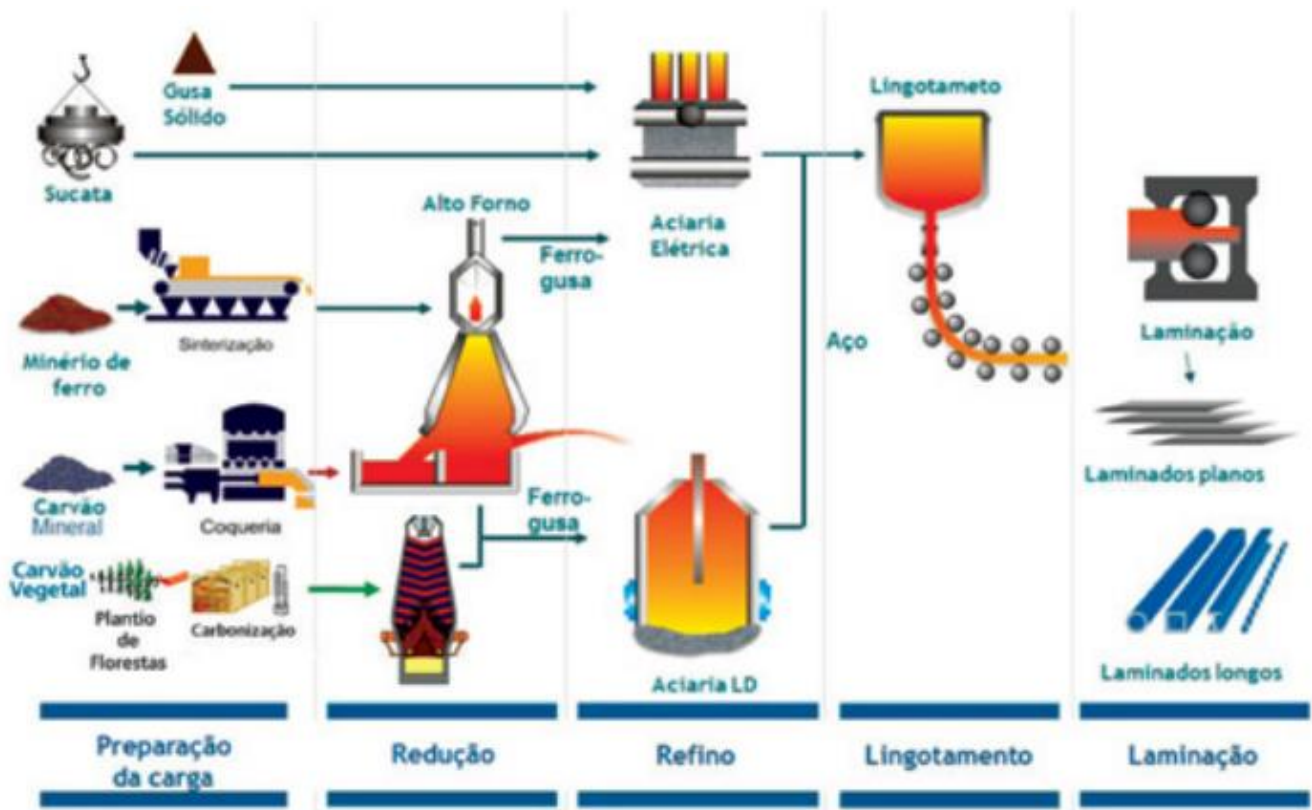 Gusa
Sólido
Sucata
Aciaria
Elétrica
Lingotameto
Alto Forno
Ferro-
gusa
Sinterização
Minério de
ferro
Aço
Laminação
Laminados planos
Carvão
Mineral
Coqueria
Ferro-
gusa
Carvão
Vegetal
Plantio
de
Florestas
Carbonização
Aciaria LD
Laminados longos
Preparação
da carga
Redução
Refino
Lingotamento
Laminação